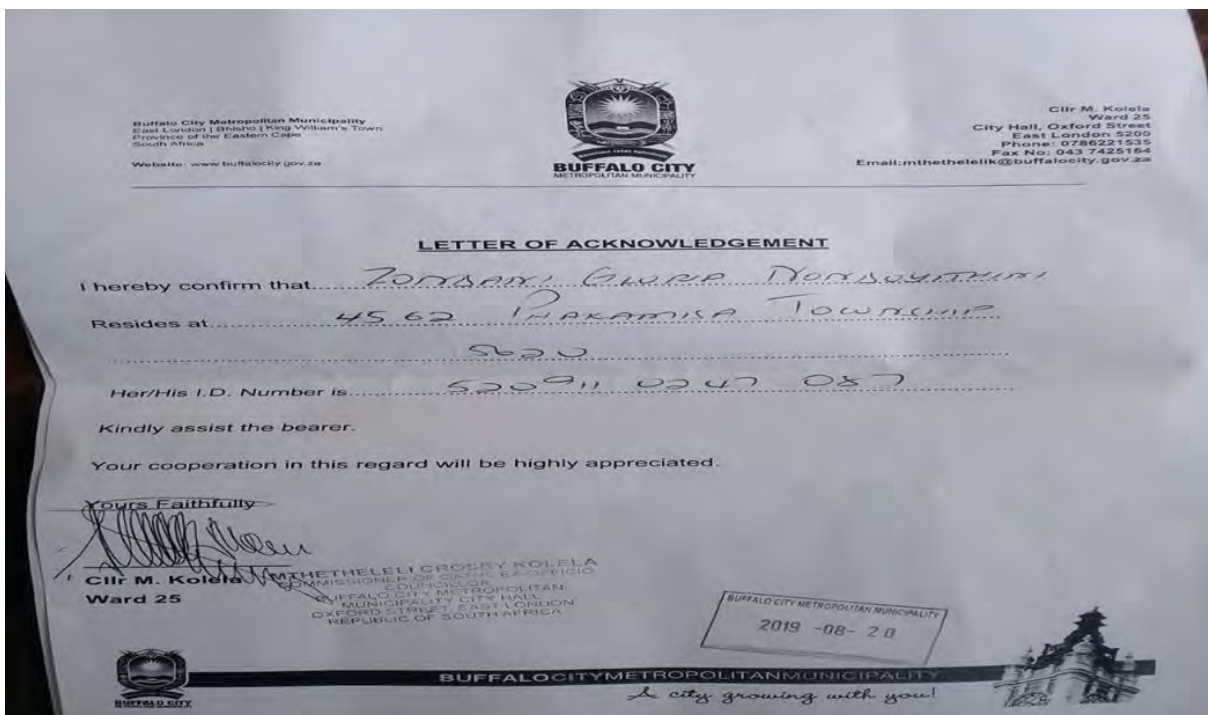 Buffalo City Metropolitan Municipality
East London | Bhisho | King William's Town
Province of the Eastern Cape
South Africa
Website: www.buffalocity.gov.za
BUFFALO CITY
METROPOLITAN MUNICIPALITY
Cllr M. Kolela
Ward 25
City Hall, Oxford Street
East London 5200
Phone: 0786221535
Fax No: 043 7425164
Email:mthethelelik@buffalocity.gov.za
LETTER OF ACKNOWLEDGEMENT
I hereby confirm that Zondani Gloria
Resides at 4562 Phakamisa Township
5620
Her/His I.D. Number is 520911 0247 087
Kindly assist the bearer.
Your cooperation in this regard will be highly appreciated.
Yours Faithfully
Cllr M. Kolela
Ward 25
MTHETHELELI CROSBY KOLELA
COMMISSIONER OF OATHS EX-OFFICIO
COUNCILLOR
BUFFALO CITY METROPOLITAN
MUNICIPALITY CITY HALL
OXFORD STREET, EAST LONDON
REPUBLIC OF SOUTH AFRICA
BUFFALO CITY METROPOLITAN MUNICIPALITY
2019 -08- 20
BUFFALOCITYMETROPOLITANMUNICIPALITY
A city growing with you!
BUFFALO CITY